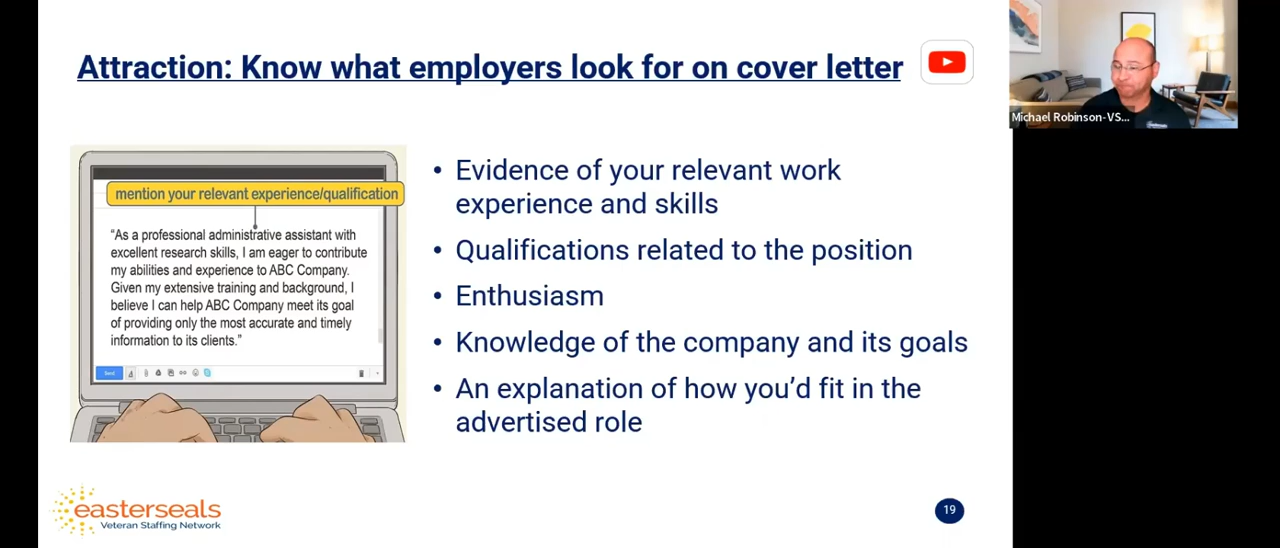 Attraction: Know what employers look for on cover letter
Michael Robinson-VS...
mention your relevant experience/qualification
"As a professional administrative assistant with
excellent research skills, I am eager to contribute
my abilities and experience to ABC Company.
Given my extensive training and background, I
believe I can help ABC Company meet its goal
of providing only the most accurate and timely
information to its clients."
Send
• Evidence of your relevant work
experience and skills
• Qualifications related to the position
• Enthusiasm
• Knowledge of the company and its goals
• An explanation of how you’d fit in the
advertised role
easterseals
Veteran Staffing Network
19